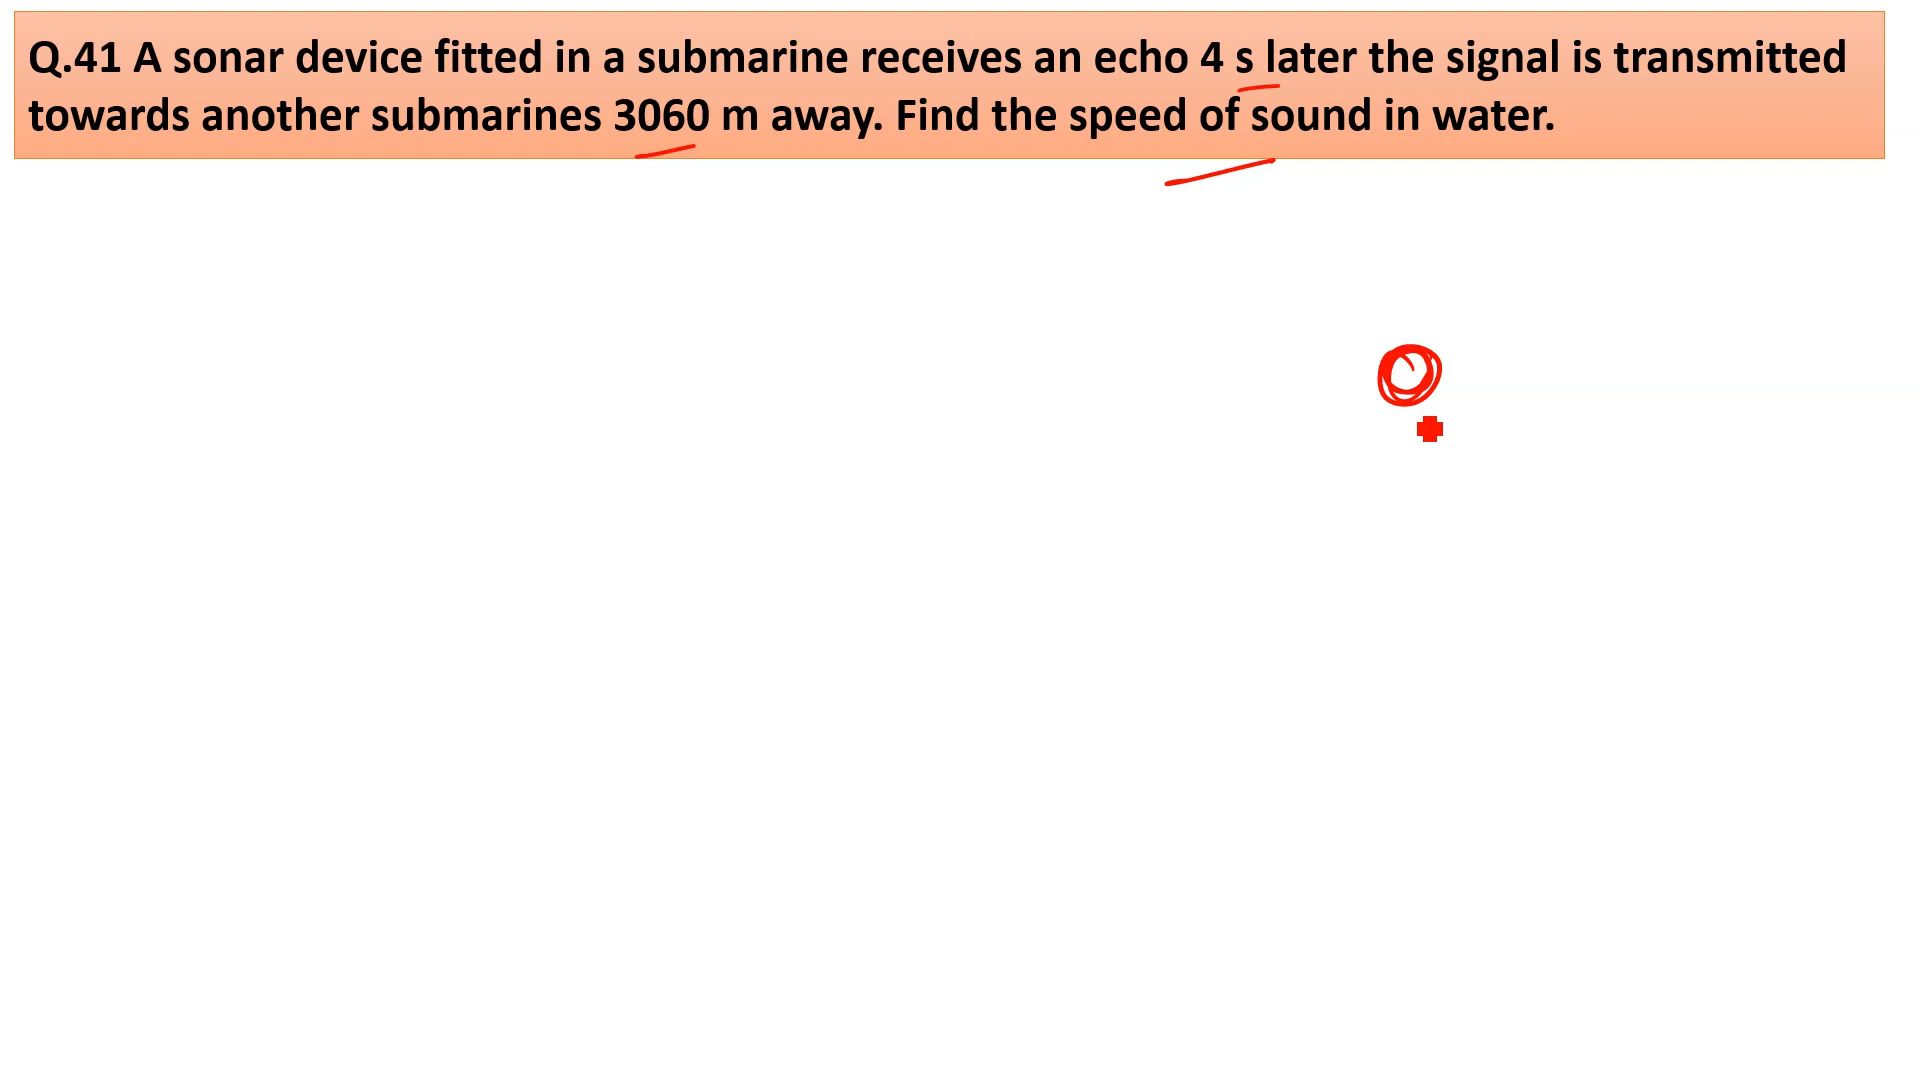 Q.41 A sonar device fitted in a submarine receives an echo 4 s later the signal is transmitted
towards another submarines 3060 m away. Find the speed of sound in water.